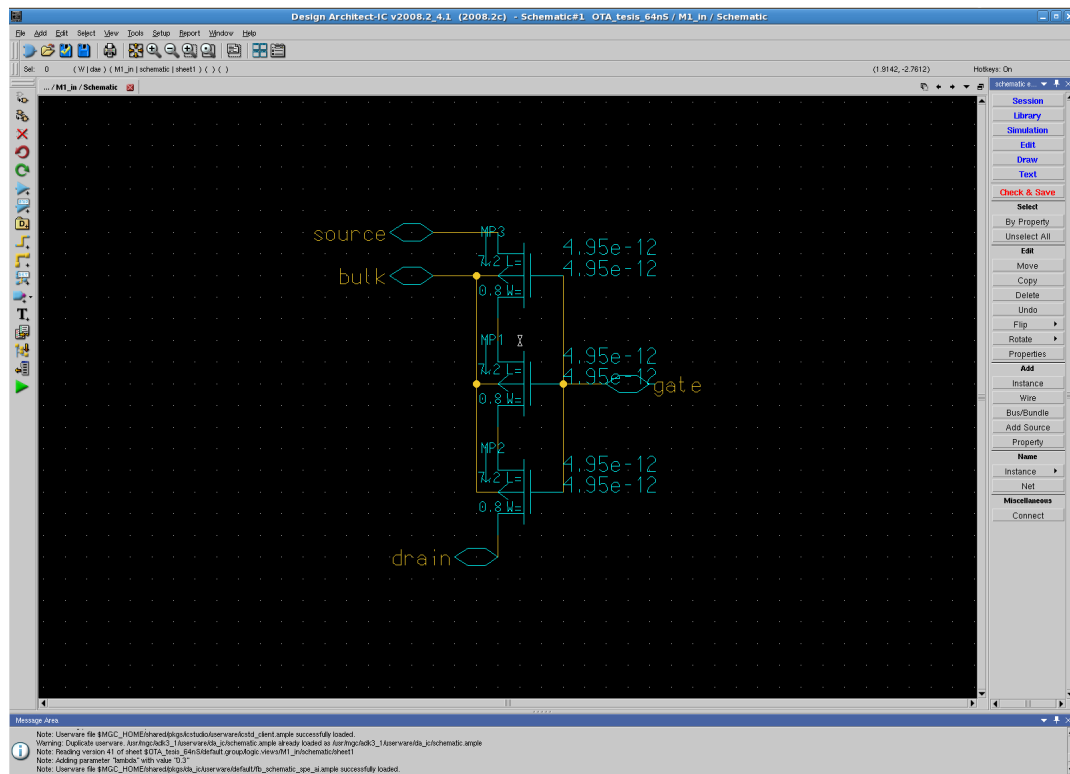 Design Architect-IC v2008.2_4.1 (2008.2c) - Schematic#1 OTA_tesis_64nS / M1_in / Schematic
File Add Edit Select View Tools Setup Report Window Help
Sel: 0 ( W | dae ) ( M1_in | schematic | sheet1 ) ( ) ( ) (1.9142, -2.7612) Hotkeys: On
... / M1_in / Schematic
schematic e...
Session
Library
Simulation
Edit
Draw
Text
Check & Save
Select
By Property
Unselect All
Edit
Move
Copy
Delete
Undo
Flip
Rotate
Properties
Add
Instance
Wire
Bus/Bundle
Add Source
Property
Name
Instance
Net
Miscellaneous
Connect
source
bulk
MP3
4.95e-12
7.2 L=
4.95e-12
0.8 W=
MP1
4.95e-12
7.2 L=
4.95e-12
0.8 W=
gate
MP2
4.95e-12
7.2 L=
4.95e-12
0.8 W=
drain
Message Area
Note: Userware file $MGC_HOME/shared/pkgs/icstudio/userware/icstd_client.ample successfully loaded.
Warning: Duplicate userware. /usr/mgc/adk3_1/userware/da_ic/schematic.ample already loaded as /usr/mgc/adk3_1/userware/da_ic/schematic.ample
Note: Reading version 41 of sheet $OTA_tesis_64nS/default.group/logic.views/M1_in/schematic/sheet1
Note: Adding parameter "lambda" with value "0.3"
Note: Userware file $MGC_HOME/shared/pkgs/da_ic/userware/default/fb_schematic_spe_ai.ample successfully loaded.